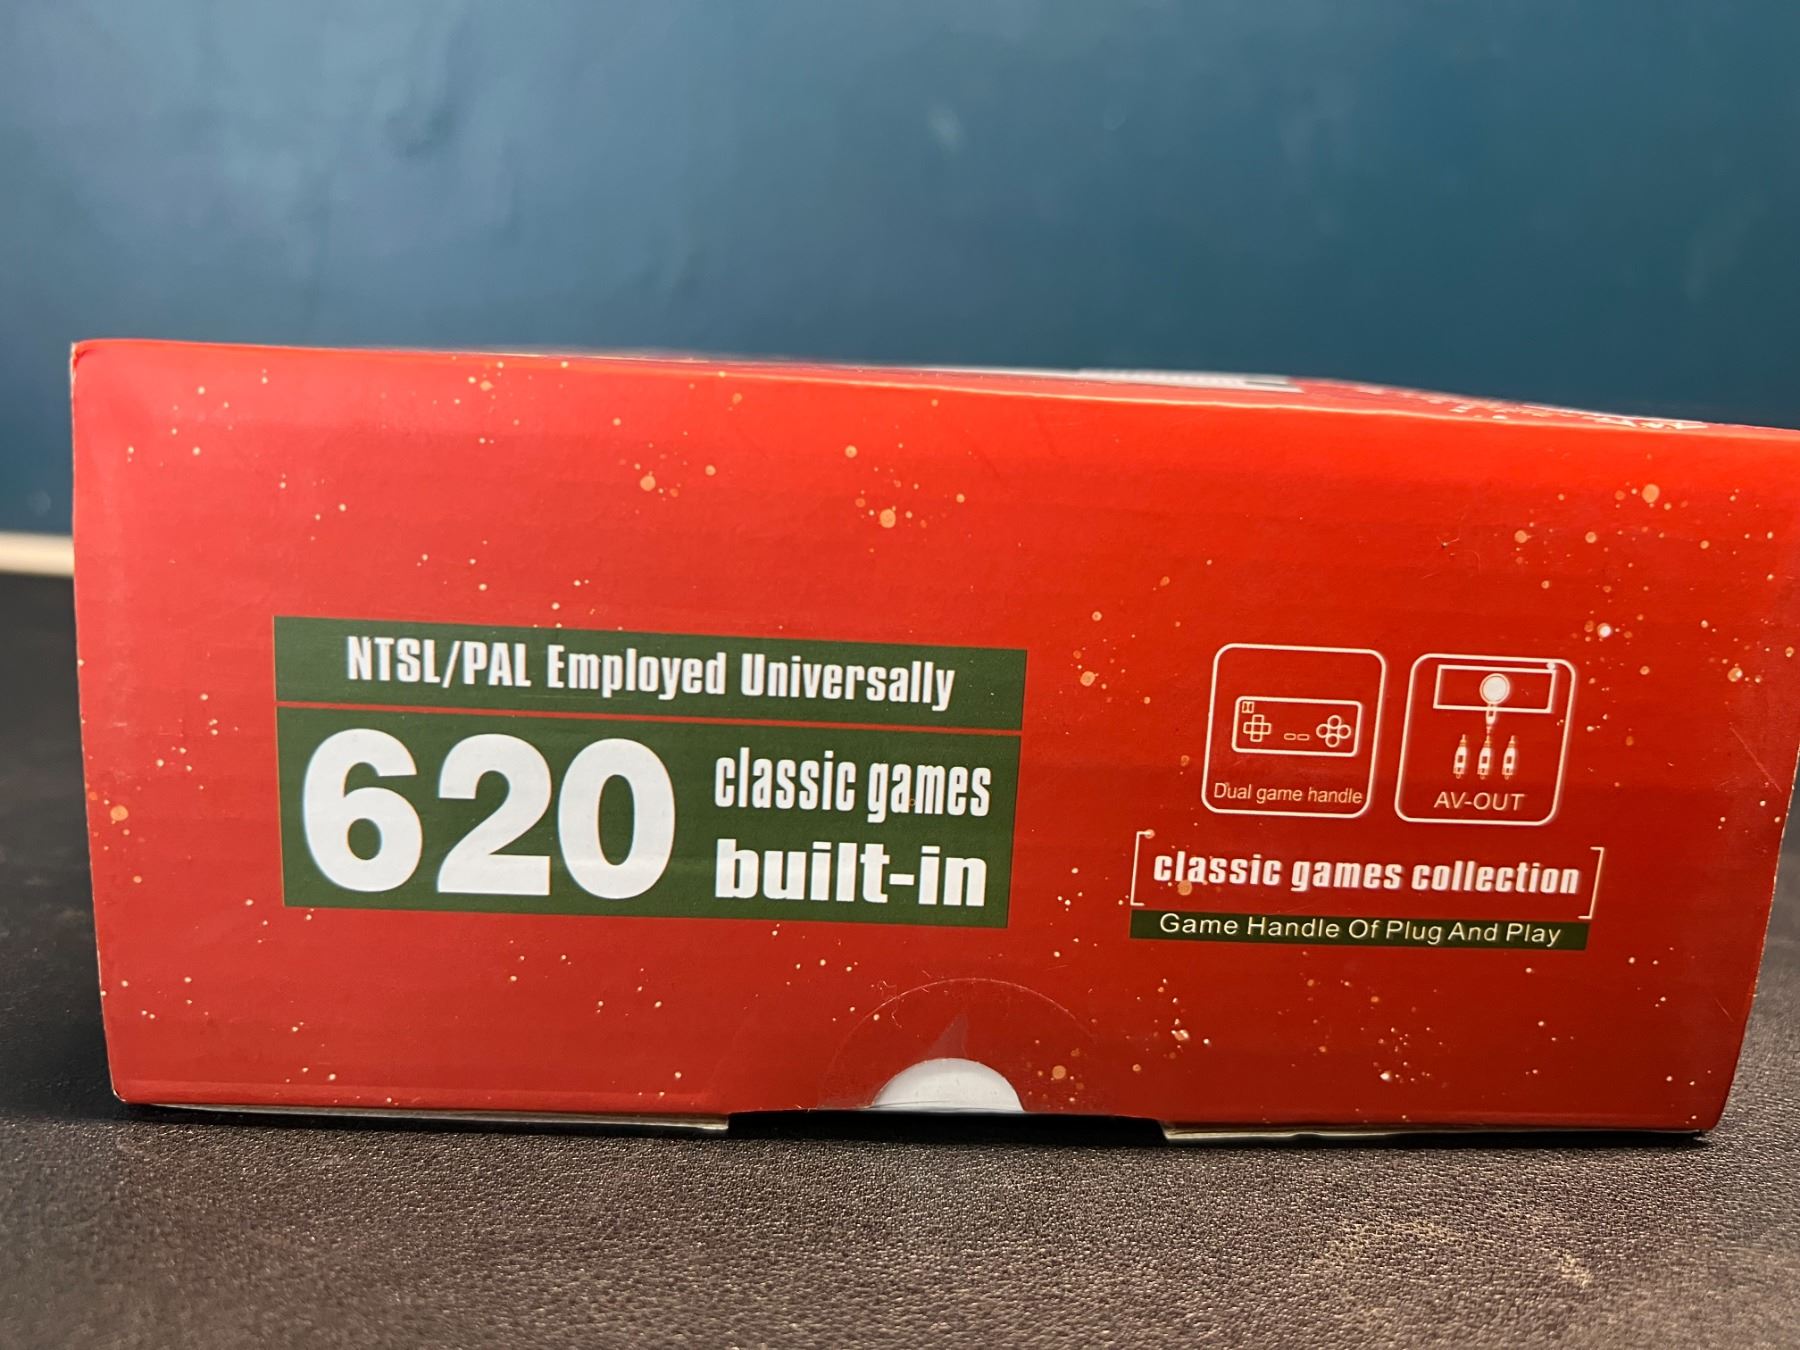 NTSL/PAL Employed Universally
620 classic games
built-in
Dual game handle
AV-OUT
classic games collection
Game Handle Of Plug And Play